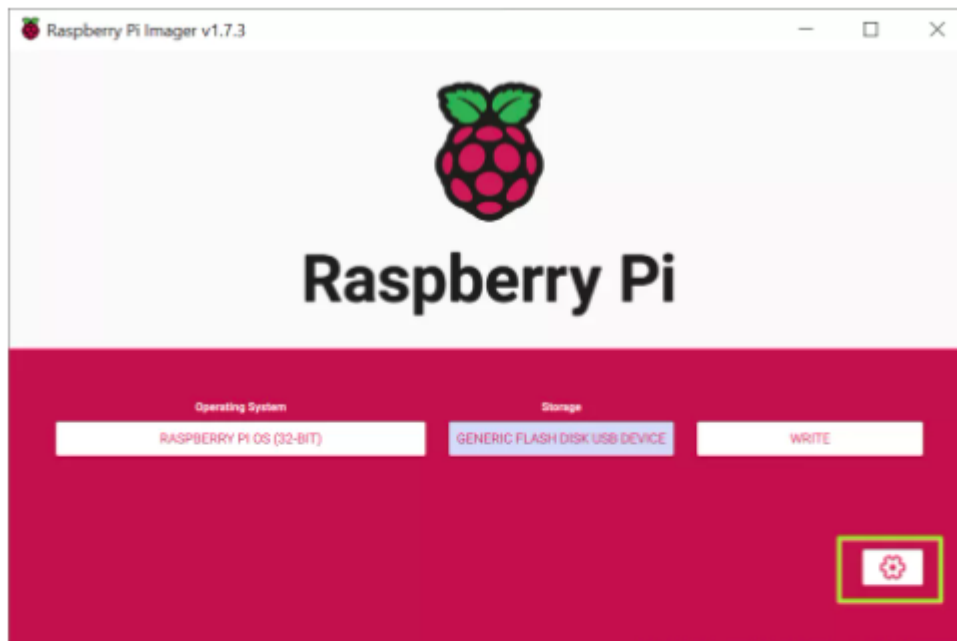 Raspberry Pi Imager v1.7.3
Raspberry Pi
Operating System
Storage
RASPBERRY PI OS (32-BIT)
GENERIC FLASH DISK USB DEVICE
WRITE